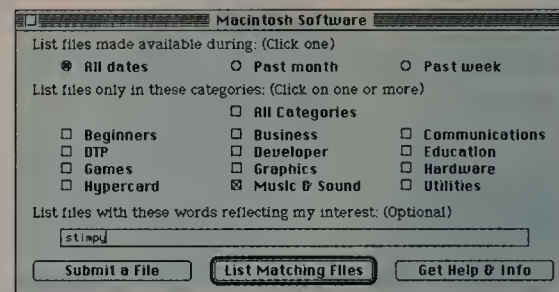 Macintosh Software
List files made available during: (Click one)
All dates Past month Past week
List files only in these categories: (Click on one or more)
All Categories
Beginners Business Communications
DTP Developer Education
Games Graphics Hardware
Hypercard Music & Sound Utilities
List files with these words reflecting my interest: (Optional)
stimpy
Submit a File List Matching Files Get Help & Info